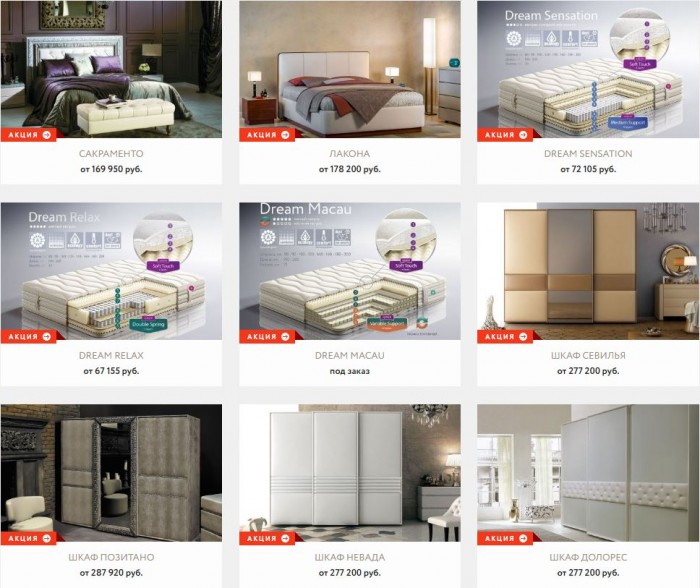 АКЦИЯ
САКРАМЕНТО
от 169 950 руб.
АКЦИЯ
ЛАКОНА
от 178 200 руб.
Dream Sensation
Soft Touch
Medium Support
АКЦИЯ
DREAM SENSATION
от 72 105 руб.
Dream Relax
Soft Touch
Double Spring
АКЦИЯ
DREAM RELAX
от 67 155 руб.
Dream Macau
Soft Touch
Variable Support
АКЦИЯ
DREAM MACAU
под заказ
АКЦИЯ
ШКАФ СЕВИЛЬЯ
от 277 200 руб.
АКЦИЯ
ШКАФ ПОЗИТАНО
от 287 920 руб.
АКЦИЯ
ШКАФ НЕВАДА
от 277 200 руб.
АКЦИЯ
ШКАФ ДОЛОРЕС
от 277 200 руб.